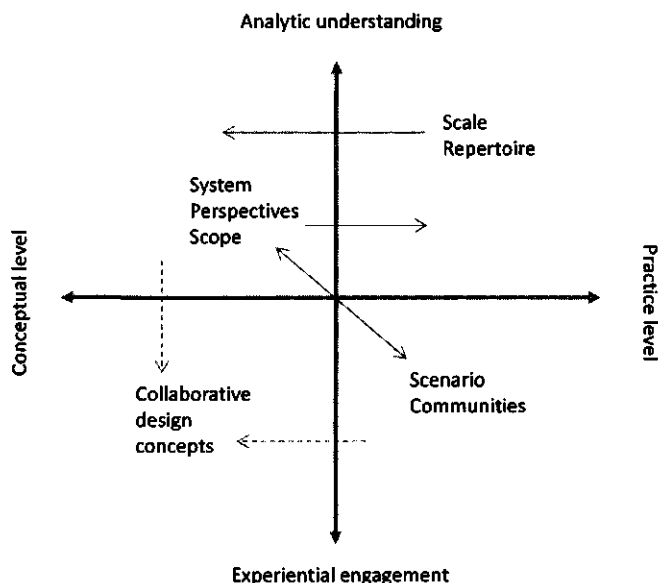 Analytic understanding
Scale
Repertoire
System
Perspectives
Scope
Conceptual level
Practice level
Scenario
Communities
Collaborative
design
concepts
Experiential engagement